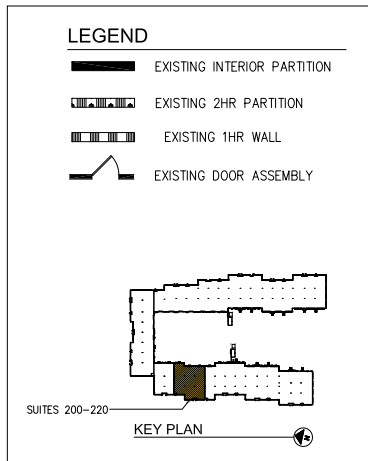 LEGEND
EXISTING INTERIOR PARTITION
EXISTING 2HR PARTITION
EXISTING 1HR WALL
EXISTING DOOR ASSEMBLY
SUITES 200-220
KEY PLAN
N